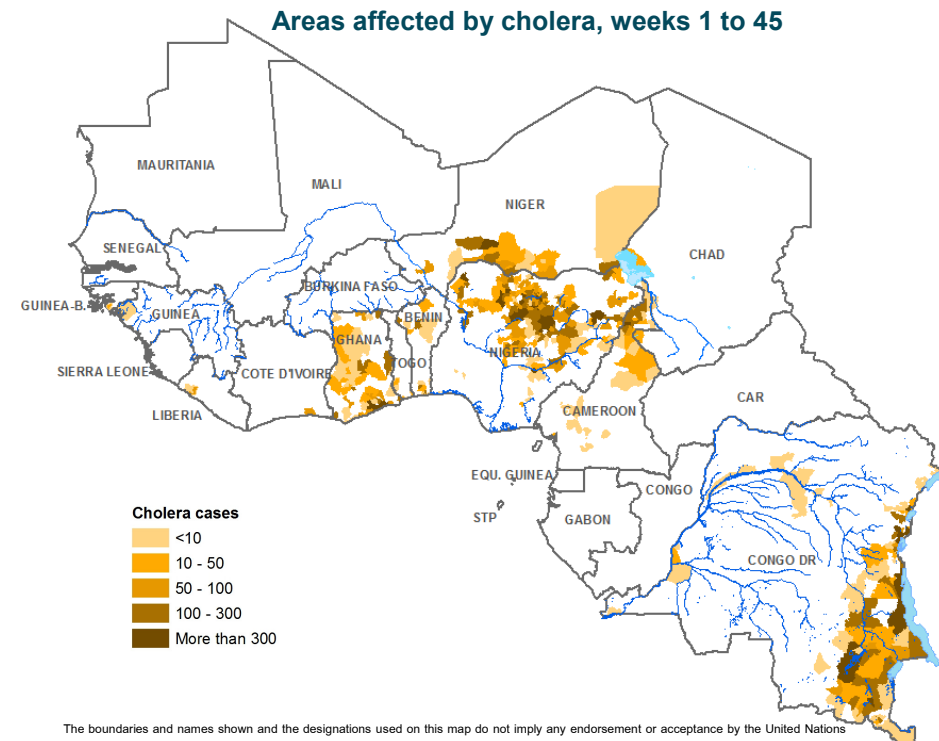 Areas affected by cholera, weeks 1 to 45
MAURITANIA
MALI
NIGER
CHAD
SENEGAL
GUINEA-B.
GUINEA
BURKINA FASO
BENIN
GHANA
TOGO
NIGERIA
SIERRA LEONE
COTE D'IVOIRE
LIBERIA
CAMEROON
CAR
EQU. GUINEA
CONGO
STP
GABON
CONGO DR
Cholera cases
<10
10 - 50
50 - 100
100 - 300
More than 300
The boundaries and names shown and the designations used on this map do not imply any endorsement or acceptance by the United Nations